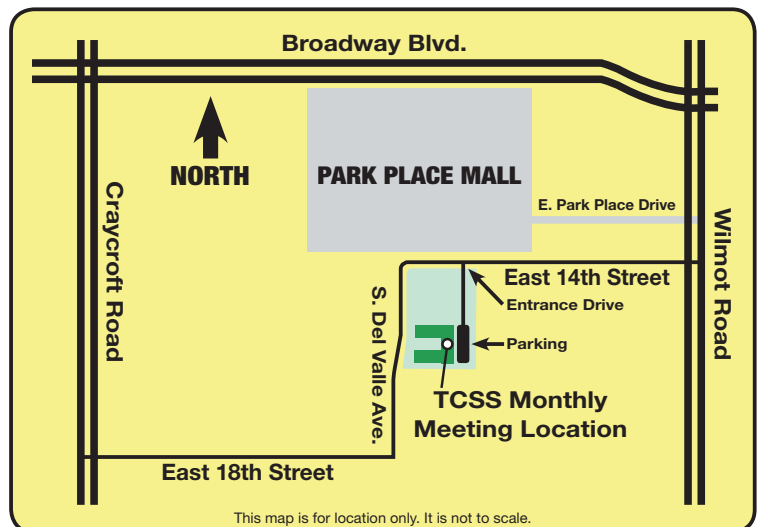 Broadway Blvd.
NORTH
PARK PLACE MALL
E. Park Place Drive
Craycroft Road
Wilmot Road
East 14th Street
Entrance Drive
S. Del Valle Ave.
Parking
TCSS Monthly
Meeting Location
East 18th Street
This map is for location only. It is not to scale.